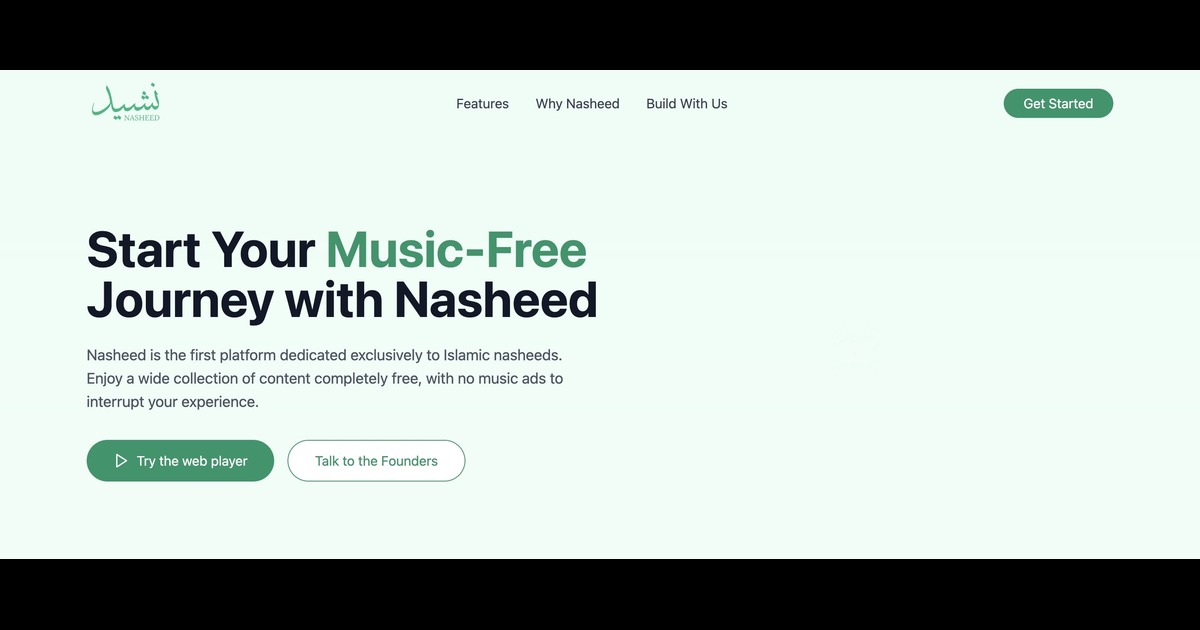 نشيد
NASHEED
Features
Why Nasheed
Build With Us
Get Started
Start Your Music-Free
Journey with Nasheed
Nasheed is the first platform dedicated exclusively to Islamic nasheeds.
Enjoy a wide collection of content completely free, with no music ads to
interrupt your experience.
Try the web player
Talk to the Founders